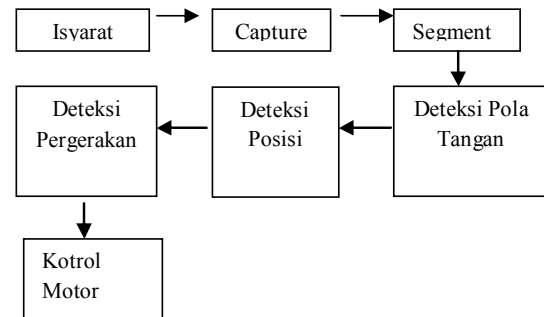 Isyarat
Capture
Segment
Deteksi Pola
Tangan
Deteksi
Posisi
Deteksi
Pergerakan
Kotrol
Motor